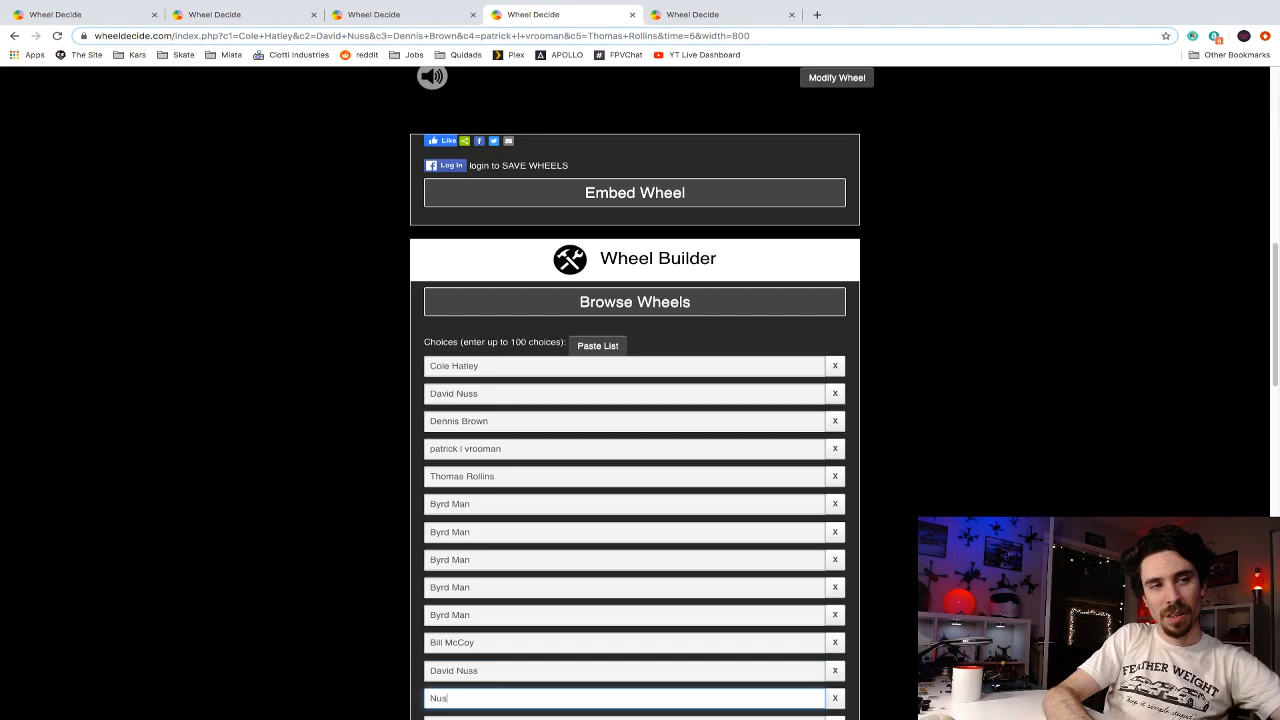 Wheel Decide
Wheel Decide
Wheel Decide
Wheel Decide
Wheel Decide
wheeldecide.com/index.php?c1=Cole+Hatley&c2=David+Nuss&c3=Dennis+Brown&c4=patrick+l+vrooman&c5=Thomas+Rollins&time=5&width=800
Apps
The Site
Kars
Skate
Miata
Ciotti Industries
reddit
Jobs
Quidads
Plex
APOLLO
FPVChat
YT Live Dashboard
Other Bookmarks
Modify Wheel
Like
Log In login to SAVE WHEELS
Embed Wheel
Wheel Builder
Browse Wheels
Choices (enter up to 100 choices): Paste List
Cole Hatley X
David Nuss X
Dennis Brown X
patrick l vrooman X
Thomas Rollins X
Byrd Man X
Byrd Man X
Byrd Man X
Byrd Man X
Byrd Man X
Bill McCoy X
David Nuss X
Nus X
FEATHER WEIGHT